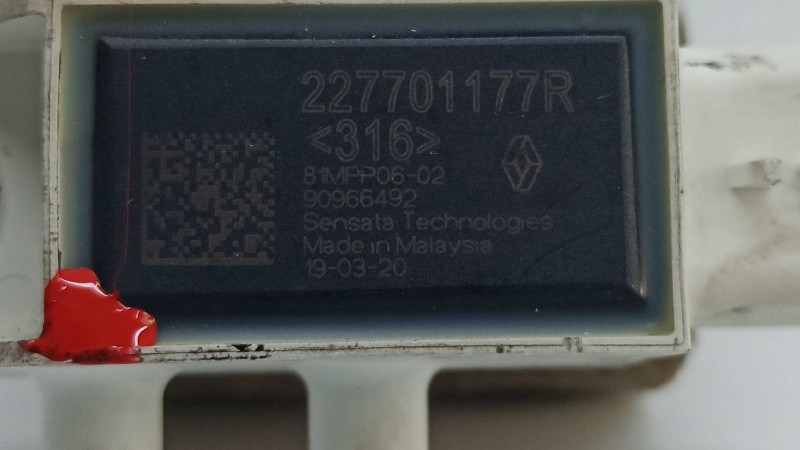 227701177R
<316>
81MPP06-02
90966492
Sensata Technologies
Made in Malaysia
19-03-20